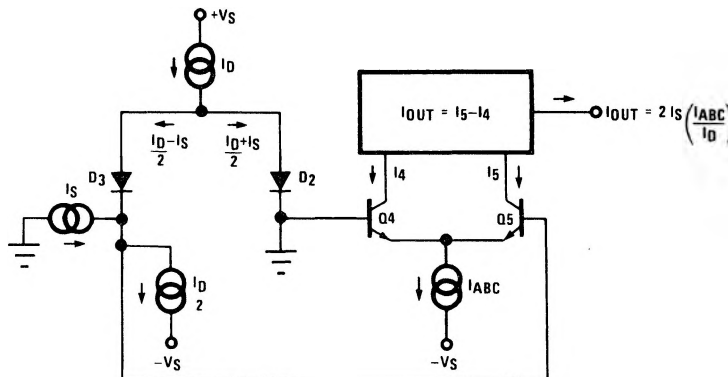 +VS
ID
IOUT = I5-I4
IOUT = 2 IS (IABC/ID)
ID/2 -IS
ID/2 +IS
D3
D2
I4
I5
IS
Q4
Q5
ID/2
IABC
-VS
-VS